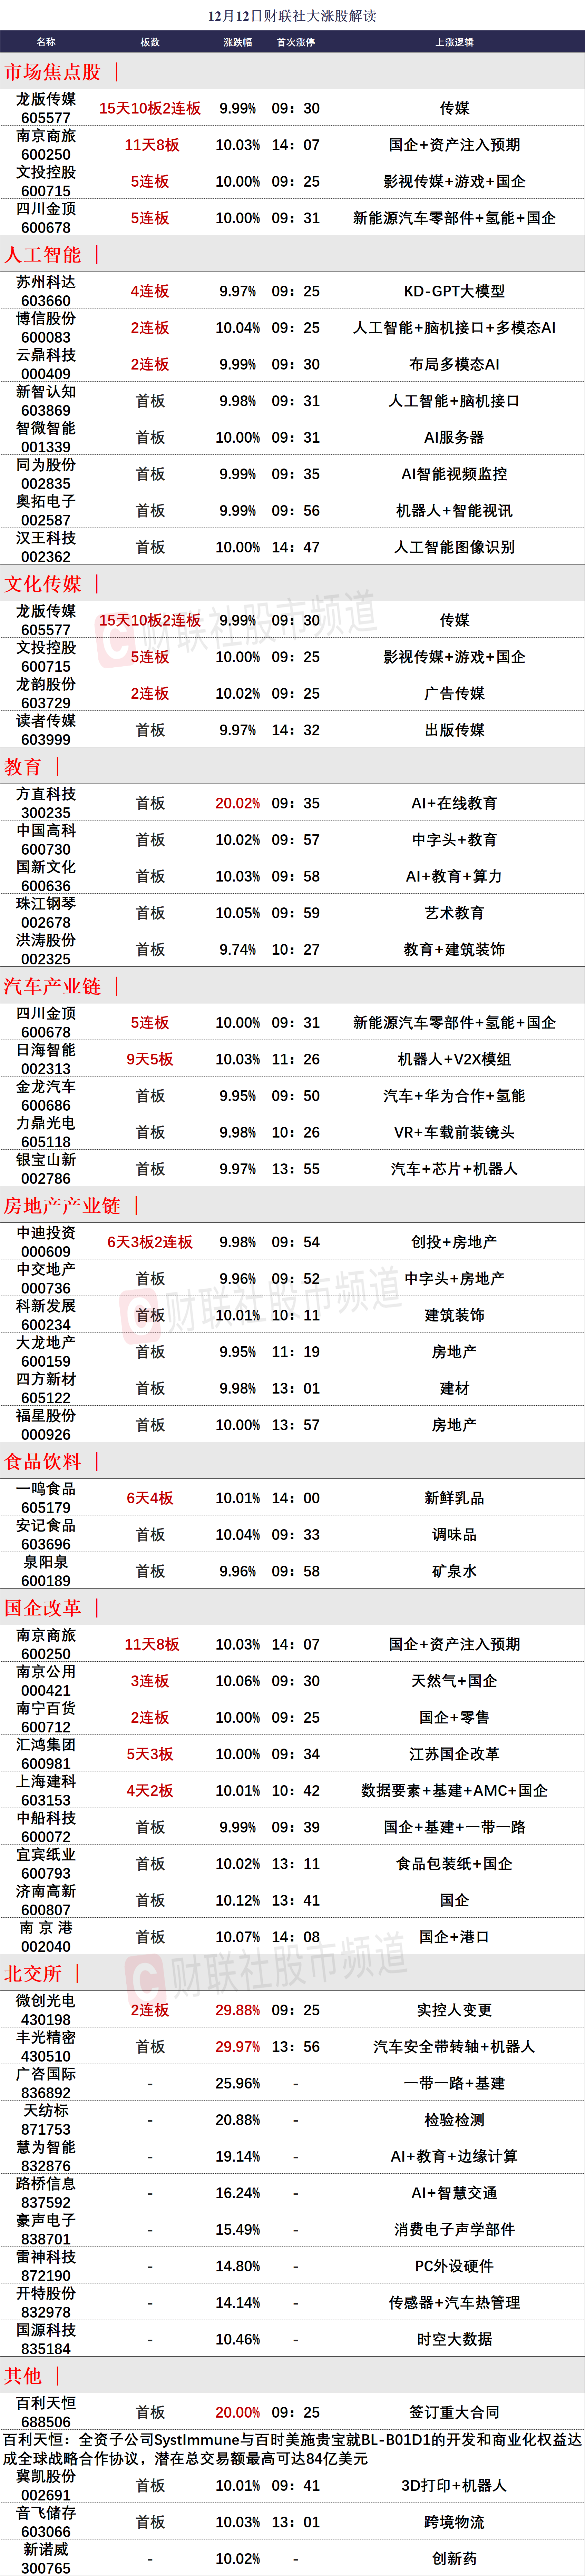 12月12日财联社大涨股解读
名称 板数 涨跌幅 首次涨停 上涨逻辑
市场焦点股 |
龙版传媒
605577 15天10板2连板 9.99% 09：30 传媒
南京商旅
600250 11天8板 10.03% 14：07 国企+资产注入预期
文投控股
600715 5连板 10.00% 09：25 影视传媒+游戏+国企
四川金顶
600678 5连板 10.00% 09：31 新能源汽车零部件+氢能+国企
人工智能 |
苏州科达
603660 4连板 9.97% 09：25 KD-GPT大模型
博信股份
600083 2连板 10.04% 09：25 人工智能+脑机接口+多模态AI
云鼎科技
000409 2连板 9.99% 09：30 布局多模态AI
新智认知
603869 首板 9.98% 09：31 人工智能+脑机接口
智微智能
001339 首板 10.00% 09：31 AI服务器
同为股份
002835 首板 9.99% 09：35 AI智能视频监控
奥拓电子
002587 首板 9.99% 09：56 机器人+智能视讯
汉王科技
002362 首板 10.00% 14：47 人工智能图像识别
文化传媒 |
龙版传媒
605577 15天10板2连板 9.99% 09：30 传媒
文投控股
600715 5连板 10.00% 09：25 影视传媒+游戏+国企
龙韵股份
603729 2连板 10.02% 09：25 广告传媒
读者传媒
603999 首板 9.97% 14：32 出版传媒
财联社股市频道
教育 |
方直科技
300235 首板 20.02% 09：35 AI+在线教育
中国高科
600730 首板 10.02% 09：57 中字头+教育
国新文化
600636 首板 10.03% 09：58 AI+教育+算力
珠江钢琴
002678 首板 10.05% 09：59 艺术教育
洪涛股份
002325 首板 9.74% 10：27 教育+建筑装饰
汽车产业链 |
四川金顶
600678 5连板 10.00% 09：31 新能源汽车零部件+氢能+国企
日海智能
002313 9天5板 10.03% 11：26 机器人+V2X模组
金龙汽车
600686 首板 9.95% 09：50 汽车+华为合作+氢能
力鼎光电
605118 首板 9.98% 10：26 VR+车载前装镜头
银宝山新
002786 首板 9.97% 13：55 汽车+芯片+机器人
房地产产业链 |
中迪投资
000609 6天3板2连板 9.98% 09：54 创投+房地产
中交地产
000736 首板 9.96% 09：52 中字头+房地产
科新发展
600234 首板 10.01% 10：11 建筑装饰
大龙地产
600159 首板 9.95% 11：19 房地产
四方新材
605122 首板 9.98% 13：01 建材
福星股份
000926 首板 10.00% 13：57 房地产
财联社股市频道
食品饮料 |
一鸣食品
605179 6天4板 10.01% 14：00 新鲜乳品
安记食品
603696 首板 10.04% 09：33 调味品
泉阳泉
600189 首板 9.96% 09：58 矿泉水
国企改革 |
南京商旅
600250 11天8板 10.03% 14：07 国企+资产注入预期
南京公用
000421 3连板 10.06% 09：30 天然气+国企
南宁百货
600712 2连板 10.00% 09：25 国企+零售
汇鸿集团
600981 5天3板 10.00% 09：34 江苏国企改革
上海建科
603153 4天2板 10.01% 10：42 数据要素+基建+AMC+国企
中船科技
600072 首板 9.99% 09：39 国企+基建+一带一路
宜宾纸业
600793 首板 10.02% 13：11 食品包装纸+国企
济南高新
600807 首板 10.12% 13：41 国企
南 京 港
002040 首板 10.07% 14：08 国企+港口
财联社股市频道
北交所 |
微创光电
430198 2连板 29.88% 09：25 实控人变更
丰光精密
430510 首板 29.97% 13：56 汽车安全带转轴+机器人
广咨国际
836892 - 25.96% - 一带一路+基建
天纺标
871753 - 20.88% - 检验检测
慧为智能
832876 - 19.14% - AI+教育+边缘计算
路桥信息
837592 - 16.24% - AI+智慧交通
豪声电子
838701 - 15.49% - 消费电子声学部件
雷神科技
872190 - 14.80% - PC外设硬件
开特股份
832978 - 14.14% - 传感器+汽车热管理
国源科技
835184 - 10.46% - 时空大数据
其他 |
百利天恒
688506 首板 20.00% 09：25 签订重大合同
百利天恒：全资子公司SystImmune与百时美施贵宝就BL-B01D1的开发和商业化权益达
成全球战略合作协议，潜在总交易额最高可达84亿美元
冀凯股份
002691 首板 10.01% 09：41 3D打印+机器人
音飞储存
603066 首板 10.03% 13：01 跨境物流
新诺威
300765 - 10.02% - 创新药